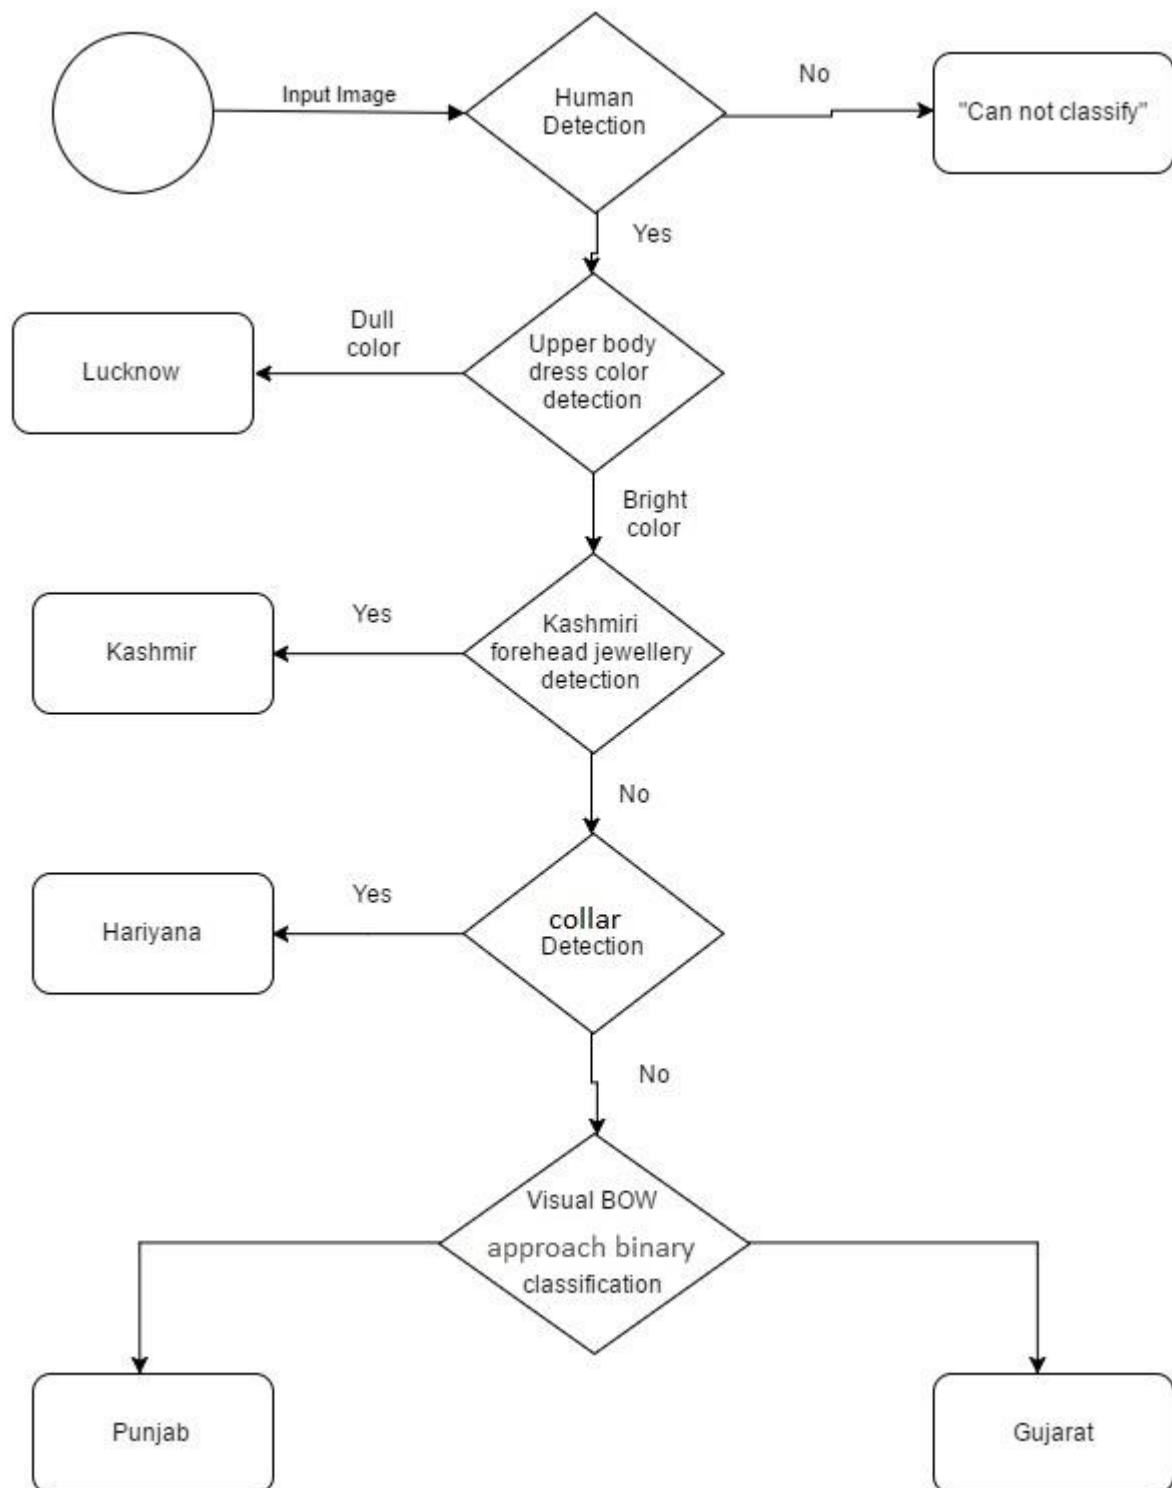 Input Image
Human
Detection
No
"Can not classify"
Yes
Dull
color
Lucknow
Upper body
dress color
detection
Bright
color
Kashmir
Yes
Kashmiri
forehead jewellery
detection
No
Hariyana
Yes
collar
Detection
No
Visual BOW
approach binary
classification
Punjab
Gujarat